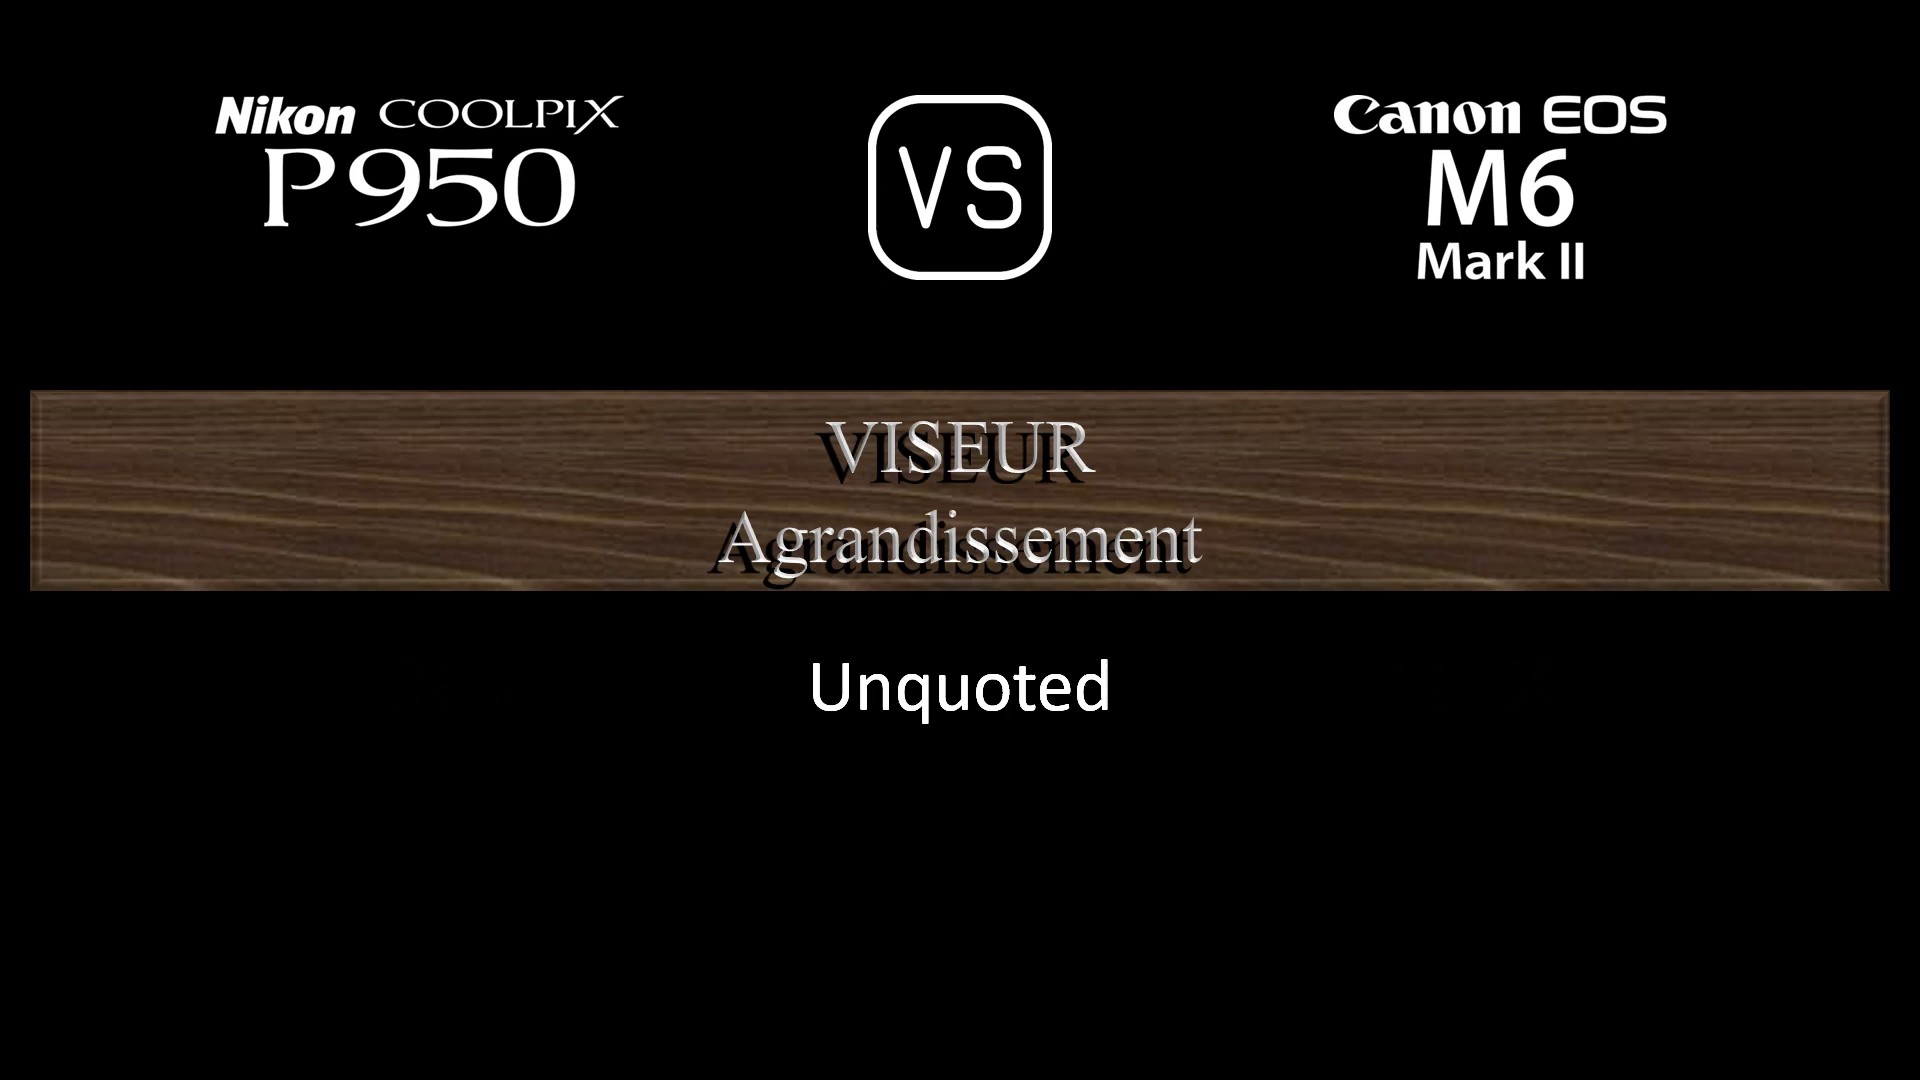 Nikon COOLPIX
P950
VS
Canon EOS
M6
Mark II
VISEUR
Agrandissement
Unquoted